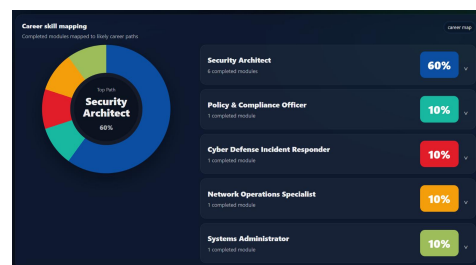 Career skill mapping
Completed modules mapped to likely career paths
career map
Top Path
Security
Architect
60%
Security Architect
6 completed modules
60%
Policy & Compliance Officer
1 completed module
10%
Cyber Defense Incident Responder
1 completed module
10%
Network Operations Specialist
1 completed module
10%
Systems Administrator
1 completed module
10%